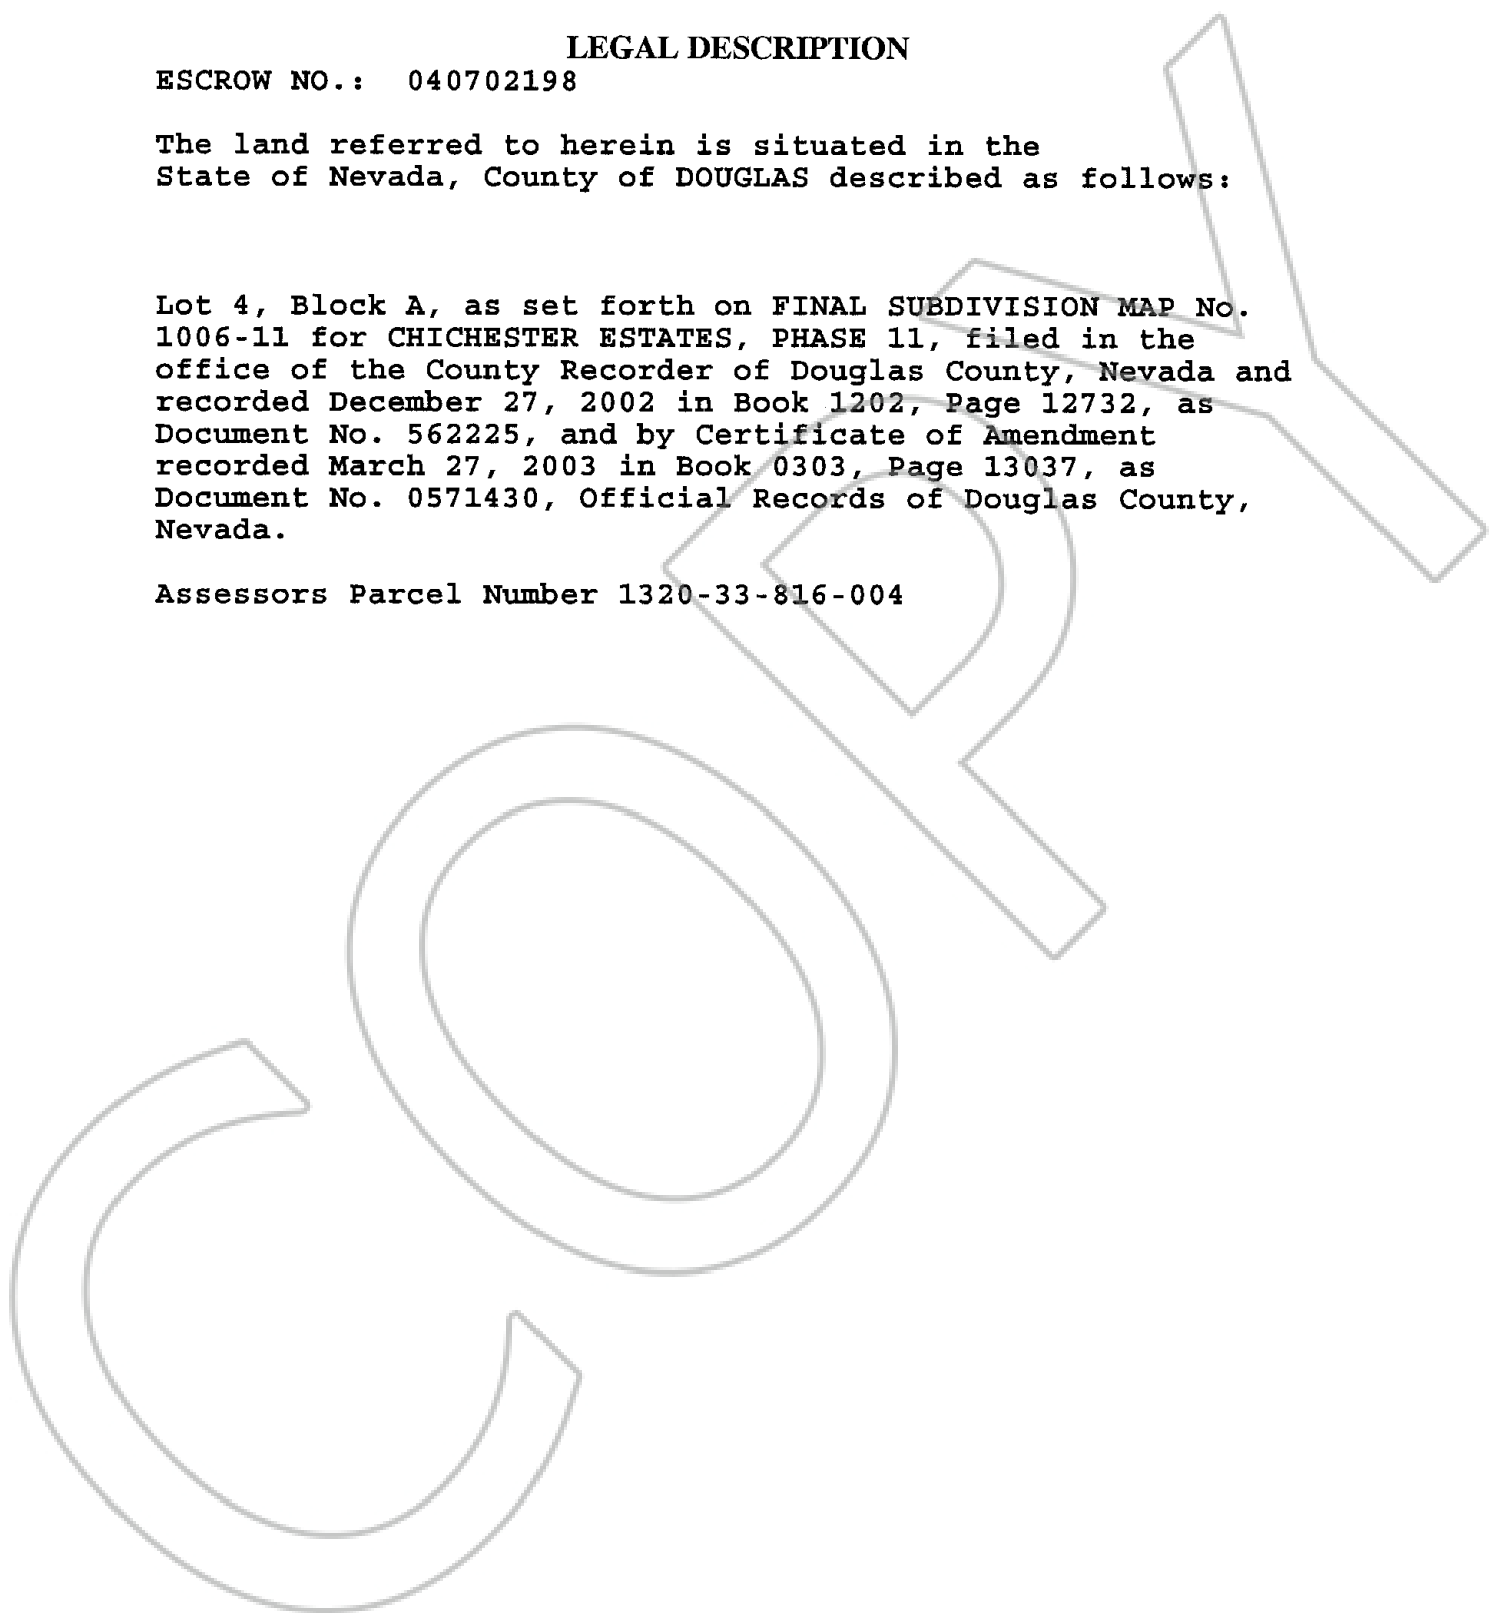 LEGAL DESCRIPTION
ESCROW NO.: 040702198
The land referred to herein is situated in the
State of Nevada, County of DOUGLAS described as follows:
Lot 4, Block A, as set forth on FINAL SUBDIVISION MAP No.
1006-11 for CHICHESTER ESTATES, PHASE 11, filed in the
office of the County Recorder of Douglas County, Nevada and
recorded December 27, 2002 in Book 1202, Page 12732, as
Document No. 562225, and by Certificate of Amendment
recorded March 27, 2003 in Book 0303, Page 13037, as
Document No. 0571430, Official Records of Douglas County,
Nevada.
Assessors Parcel Number 1320-33-816-004
COPY